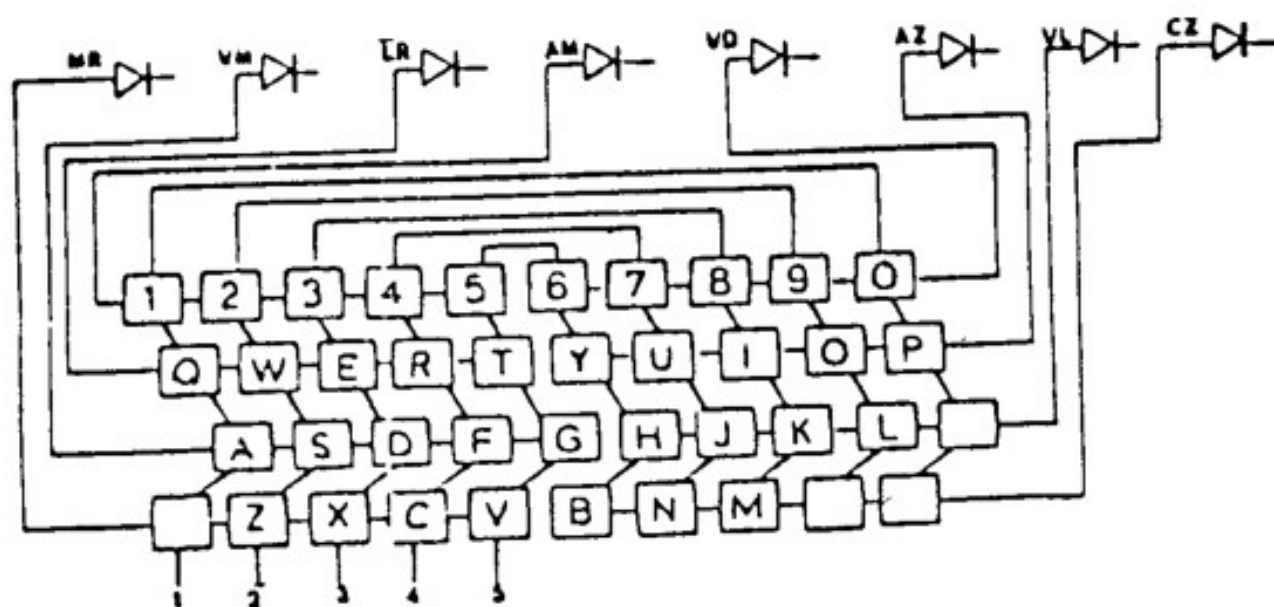 MR VM LR AM VD AZ VL CZ
1 2 3 4 5 6 7 8 9 0
Q W E R T Y U I O P
A S D F G H J K L
Z X C V B N M
1 2 3 4 5